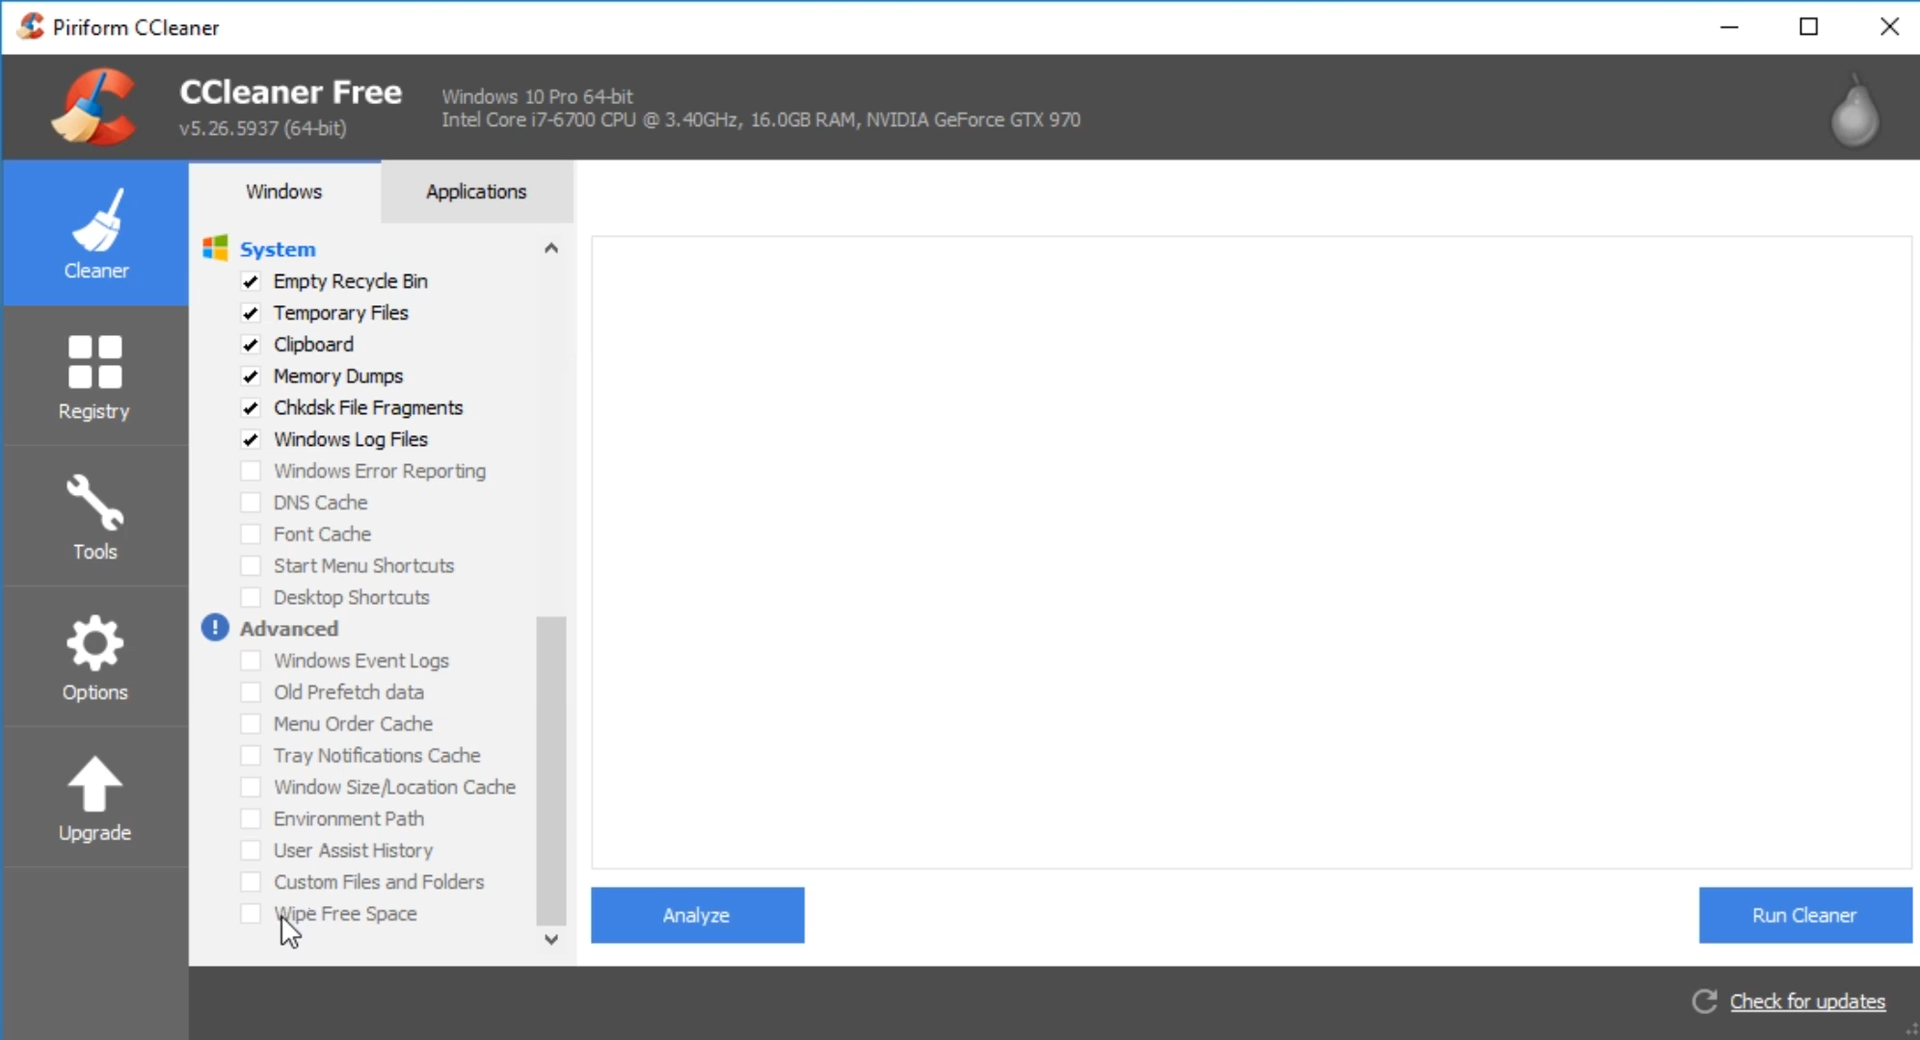 Piriform CCleaner
CCleaner Free
v5.26.5937 (64-bit)
Windows 10 Pro 64-bit
Intel Core i7-6700 CPU @ 3.40GHz, 16.0GB RAM, NVIDIA GeForce GTX 970
Cleaner
Registry
Tools
Options
Upgrade
Windows
Applications
System
Empty Recycle Bin
Temporary Files
Clipboard
Memory Dumps
Chkdsk File Fragments
Windows Log Files
Windows Error Reporting
DNS Cache
Font Cache
Start Menu Shortcuts
Desktop Shortcuts
Advanced
Windows Event Logs
Old Prefetch data
Menu Order Cache
Tray Notifications Cache
Window Size/Location Cache
Environment Path
User Assist History
Custom Files and Folders
Wipe Free Space
Analyze
Run Cleaner
Check for updates